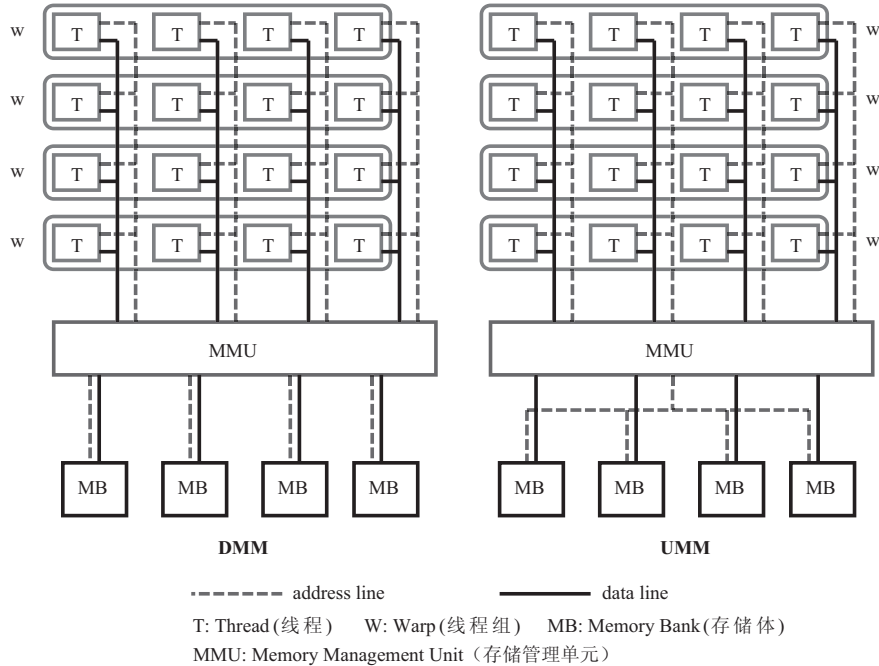 W T T T T T T T T W
W T T T T T T T T W
W T T T T T T T T W
W T T T T T T T T W
MMU MMU
MB MB MB MB MB MB MB MB
DMM UMM
address line data line
T: Thread(线程) W: Warp(线程组) MB: Memory Bank(存储体)
MMU: Memory Management Unit（存储管理单元）